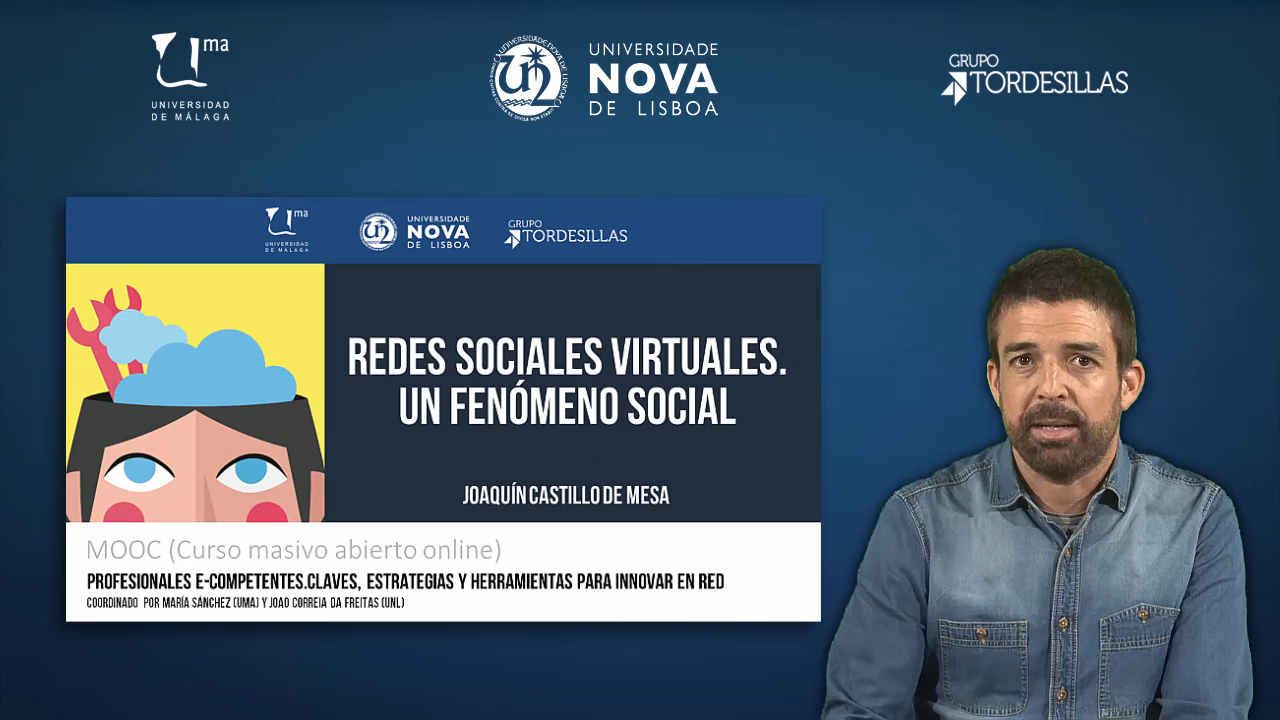 uma
UNIVERSIDAD
DE MÁLAGA
UNIVERSIDADE
NOVA
DE LISBOA
GRUPO
TORDESILLAS
uma
UNIVERSIDAD
DE MÁLAGA
UNIVERSIDADE
NOVA
DE LISBOA
GRUPO
TORDESILLAS
REDES SOCIALES VIRTUALES.
UN FENÓMENO SOCIAL
JOAQUÍN CASTILLO DE MESA
MOOC (Curso masivo abierto online)
PROFESIONALES E-COMPETENTES.CLAVES, ESTRATEGIAS Y HERRAMIENTAS PARA INNOVAR EN RED
COORDINADO POR MARÍA SÁNCHEZ (UMA) Y JOAO CORREIA DA FREITAS (UNL)